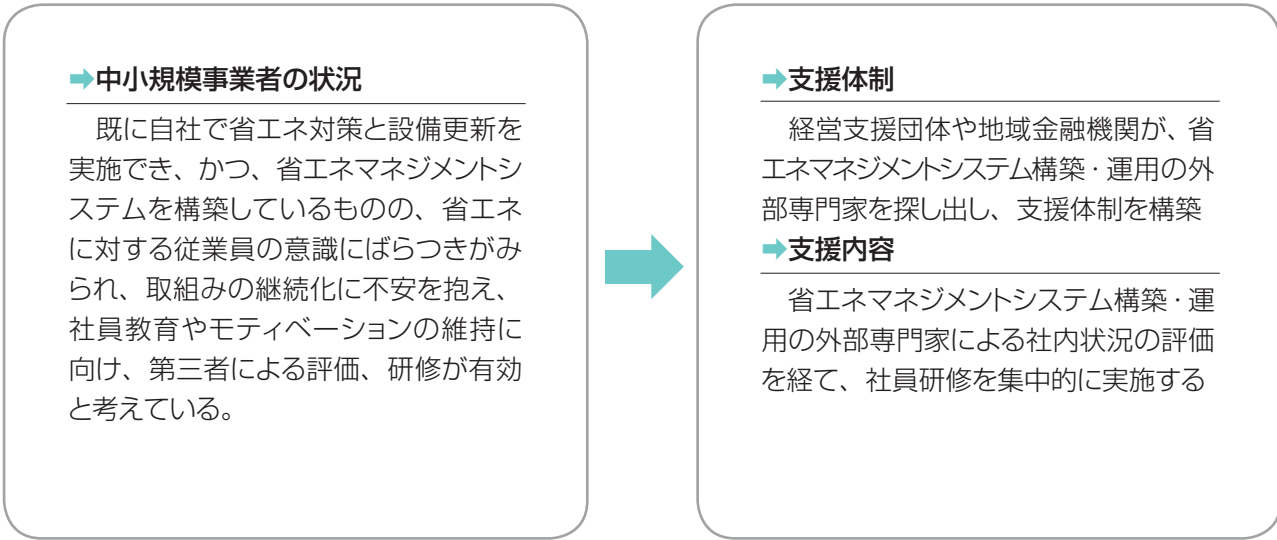 ➡中小規模事業者の状況
既に自社で省エネ対策と設備更新を
実施でき、かつ、省エネマネジメントシ
ステムを構築しているものの、省エネ
に対する従業員の意識にばらつきがみ
られ、取組みの継続化に不安を抱え、
社員教育やモティベーションの維持に
向け、第三者による評価、研修が有効
と考えている。
➡支援体制
経営支援団体や地域金融機関が、省
エネマネジメントシステム構築・運用の外
部専門家を探し出し、支援体制を構築
➡支援内容
省エネマネジメントシステム構築・運
用の外部専門家による社内状況の評価
を経て、社員研修を集中的に実施する